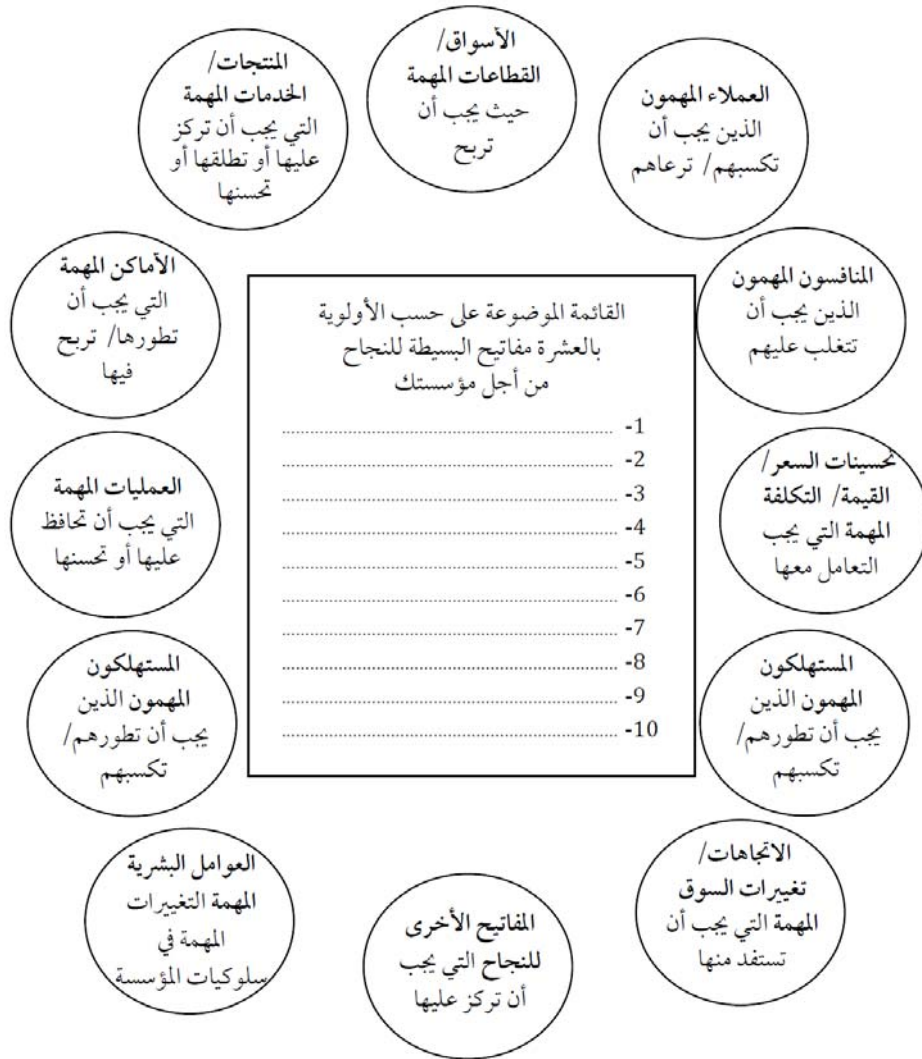 الأسواق/
القطاعات المهمة
حيث يجب أن
تربح
العملاء المهمون
الذين يجب أن
تكسبهم/ ترعاهم
المنتجات/
الخدمات المهمة
التي يجب أن تركز
عليها أو تطلقها أو
تحسنها
المنافسون المهمون
الذين يجب أن
تتغلب عليهم
الأماكن المهمة
التي يجب أن
تطورها/ تربح
فيها
القائمة الموضوعة على حسب الأولوية
بالعشرة مفاتيح البسيطة للنجاح
من أجل مؤسستك
1- ........................................
2- ........................................
3- ........................................
4- ........................................
5- ........................................
6- ........................................
7- ........................................
8- ........................................
9- ........................................
10- ........................................
تحسينات السعر/
القيمة/ التكلفة
المهمة التي يجب
التعامل معها
العمليات المهمة
التي يجب أن تحافظ
عليها أو تحسنها
المستهلكون
المهمون الذين
يجب أن تطورهم/
تكسبهم
المستهلكون
المهمون الذين
يجب أن تطورهم/
تكسبهم
الاتجاهات/
تغييرات السوق
المهمة التي يجب أن
تستفد منها
المفاتيح الأخرى
للنجاح التي يجب
أن تركز عليها
العوامل البشرية
المهمة التغييرات
المهمة في
سلوكيات المؤسسة